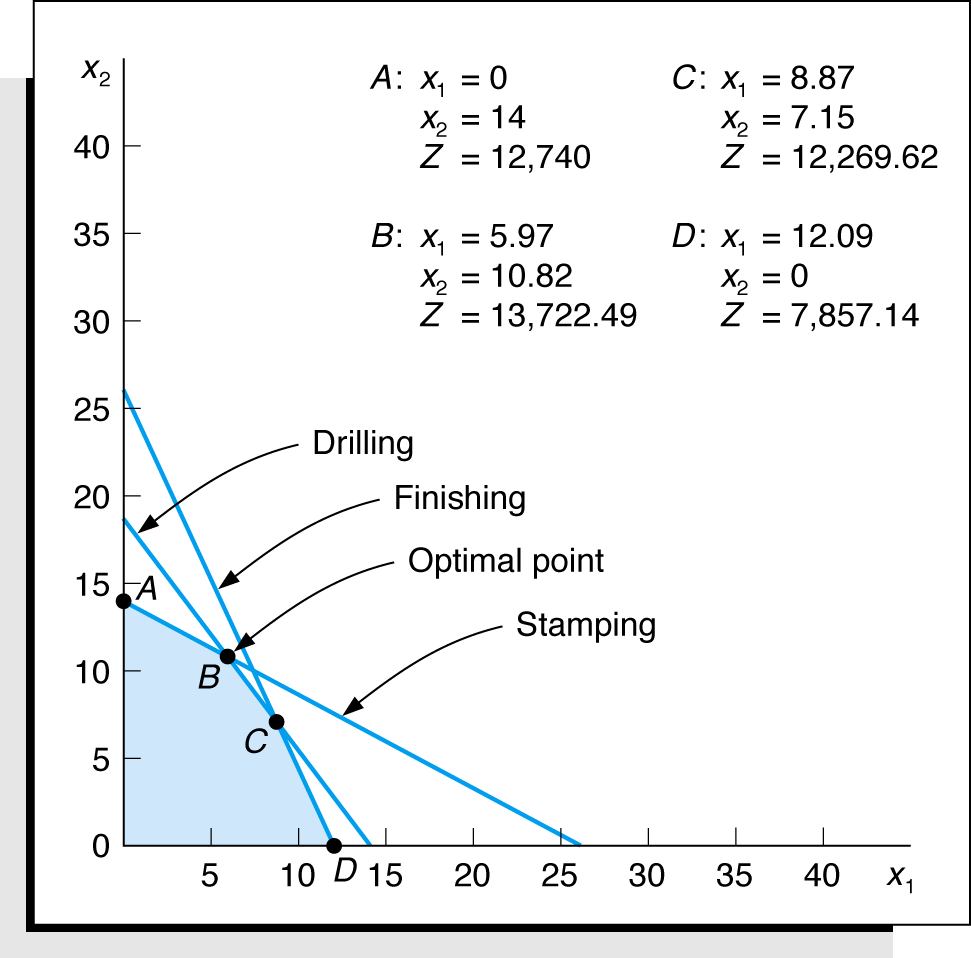 x₂
A: x₁ = 0
x₂ = 14
Z = 12,740
C: x₁ = 8.87
x₂ = 7.15
Z = 12,269.62
B: x₁ = 5.97
x₂ = 10.82
Z = 13,722.49
D: x₁ = 12.09
x₂ = 0
Z = 7,857.14
40
35
30
25
20
15
10
5
0
Drilling
Finishing
Optimal point
Stamping
A
B
C
D
5
10
15
20
25
30
35
40
x₁